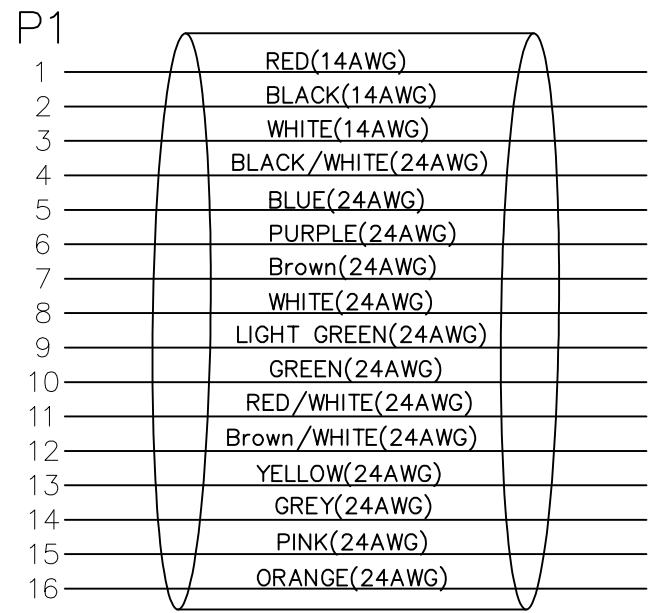 P1
1 RED(14AWG)
2 BLACK(14AWG)
3 WHITE(14AWG)
4 BLACK/WHITE(24AWG)
5 BLUE(24AWG)
6 PURPLE(24AWG)
7 Brown(24AWG)
8 WHITE(24AWG)
9 LIGHT GREEN(24AWG)
10 GREEN(24AWG)
11 RED/WHITE(24AWG)
12 Brown/WHITE(24AWG)
13 YELLOW(24AWG)
14 GREY(24AWG)
15 PINK(24AWG)
16 ORANGE(24AWG)